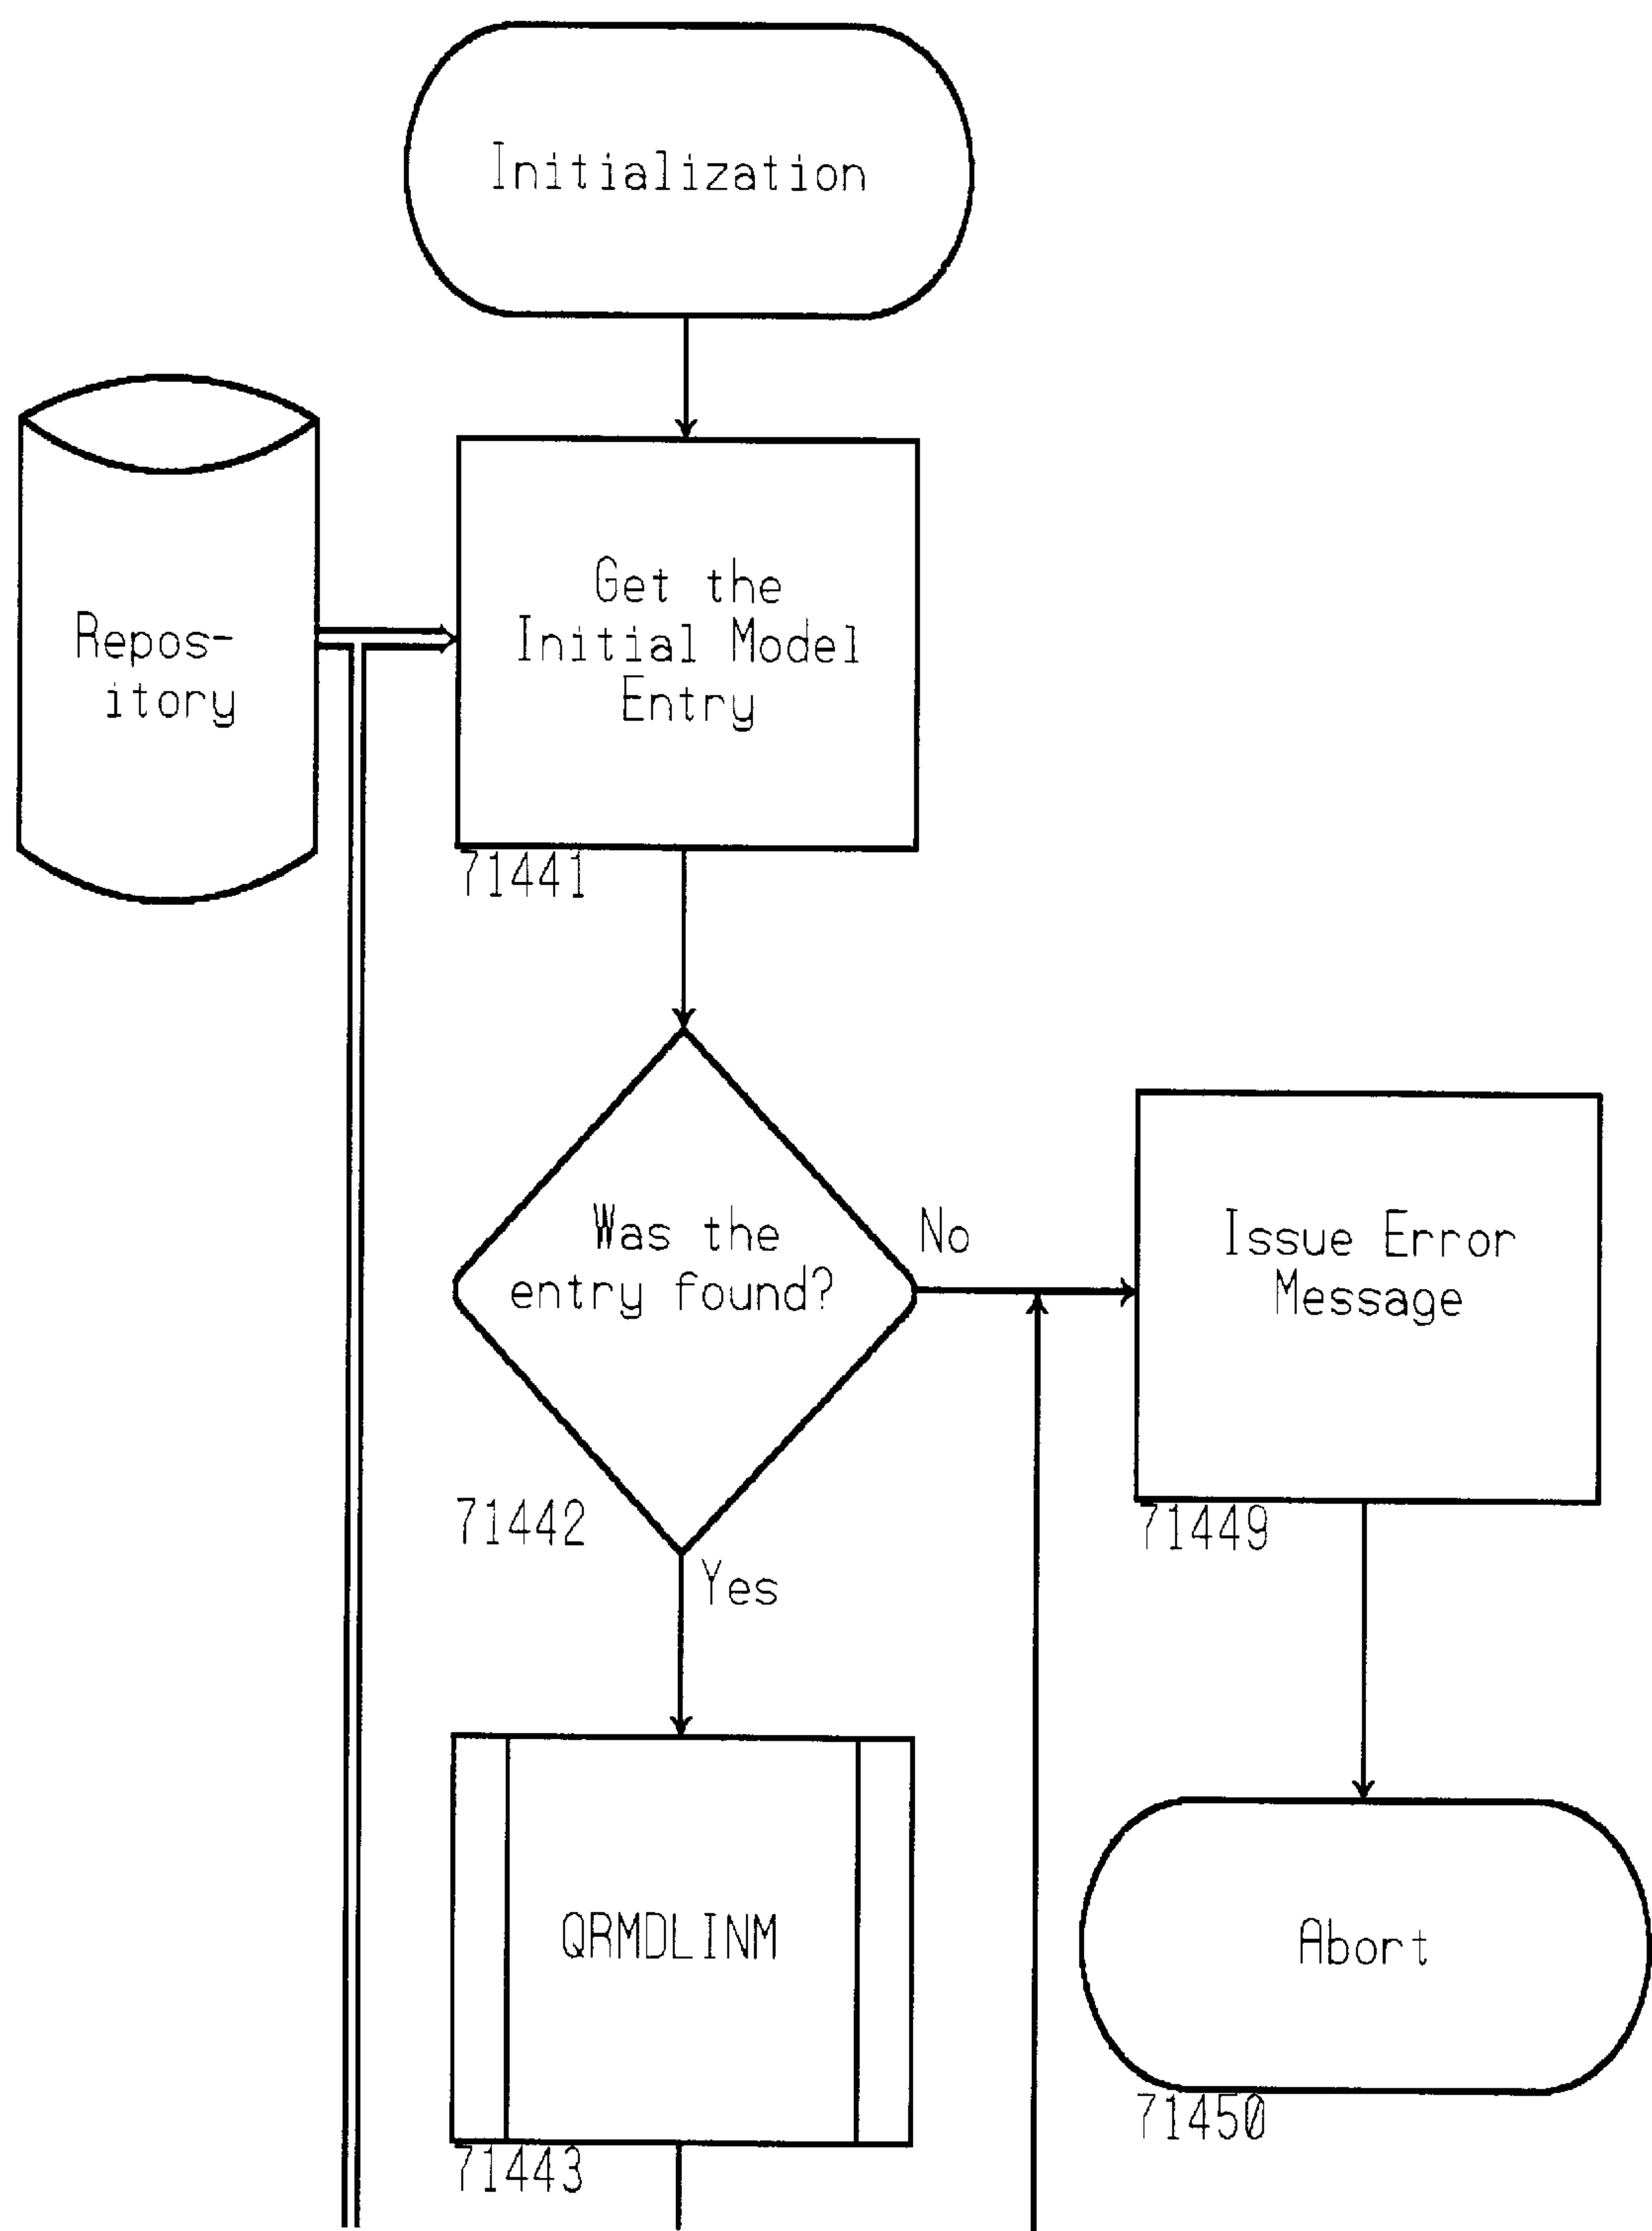 Initialization
Repos-
itory
Get the
Initial Model
Entry
71441
Was the
entry found?
No
71442
Yes
Issue Error
Message
71449
QRMDLINM
71443
Abort
71450